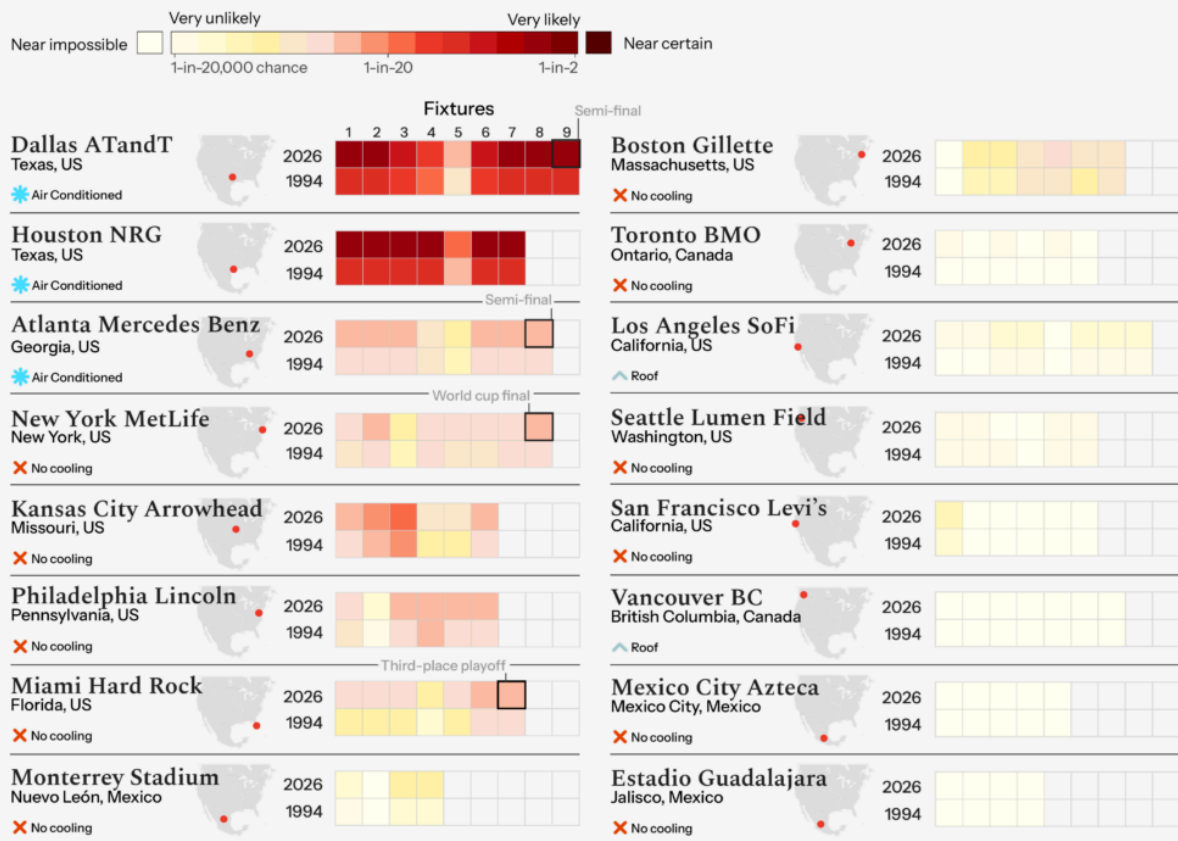 Very unlikely Very likely
Near impossible Near certain
1-in-20,000 chance 1-in-20 1-in-2
Fixtures
Semi-final
1 2 3 4 5 6 7 8 9
Dallas ATandT
Texas, US
Air Conditioned
2026
1994
Houston NRG
Texas, US
Air Conditioned
2026
1994
Semi-final
Atlanta Mercedes Benz
Georgia, US
Air Conditioned
2026
1994
World cup final
New York MetLife
New York, US
No cooling
2026
1994
Kansas City Arrowhead
Missouri, US
No cooling
2026
1994
Philadelphia Lincoln
Pennsylvania, US
No cooling
2026
1994
Third-place playoff
Miami Hard Rock
Florida, US
No cooling
2026
1994
Monterrey Stadium
Nuevo León, Mexico
No cooling
2026
1994
Boston Gillette
Massachusetts, US
No cooling
2026
1994
Toronto BMO
Ontario, Canada
No cooling
2026
1994
Los Angeles SoFi
California, US
Roof
2026
1994
Seattle Lumen Field
Washington, US
No cooling
2026
1994
San Francisco Levi's
California, US
No cooling
2026
1994
Vancouver BC
British Columbia, Canada
Roof
2026
1994
Mexico City Azteca
Mexico City, Mexico
No cooling
2026
1994
Estadio Guadalajara
Jalisco, Mexico
No cooling
2026
1994